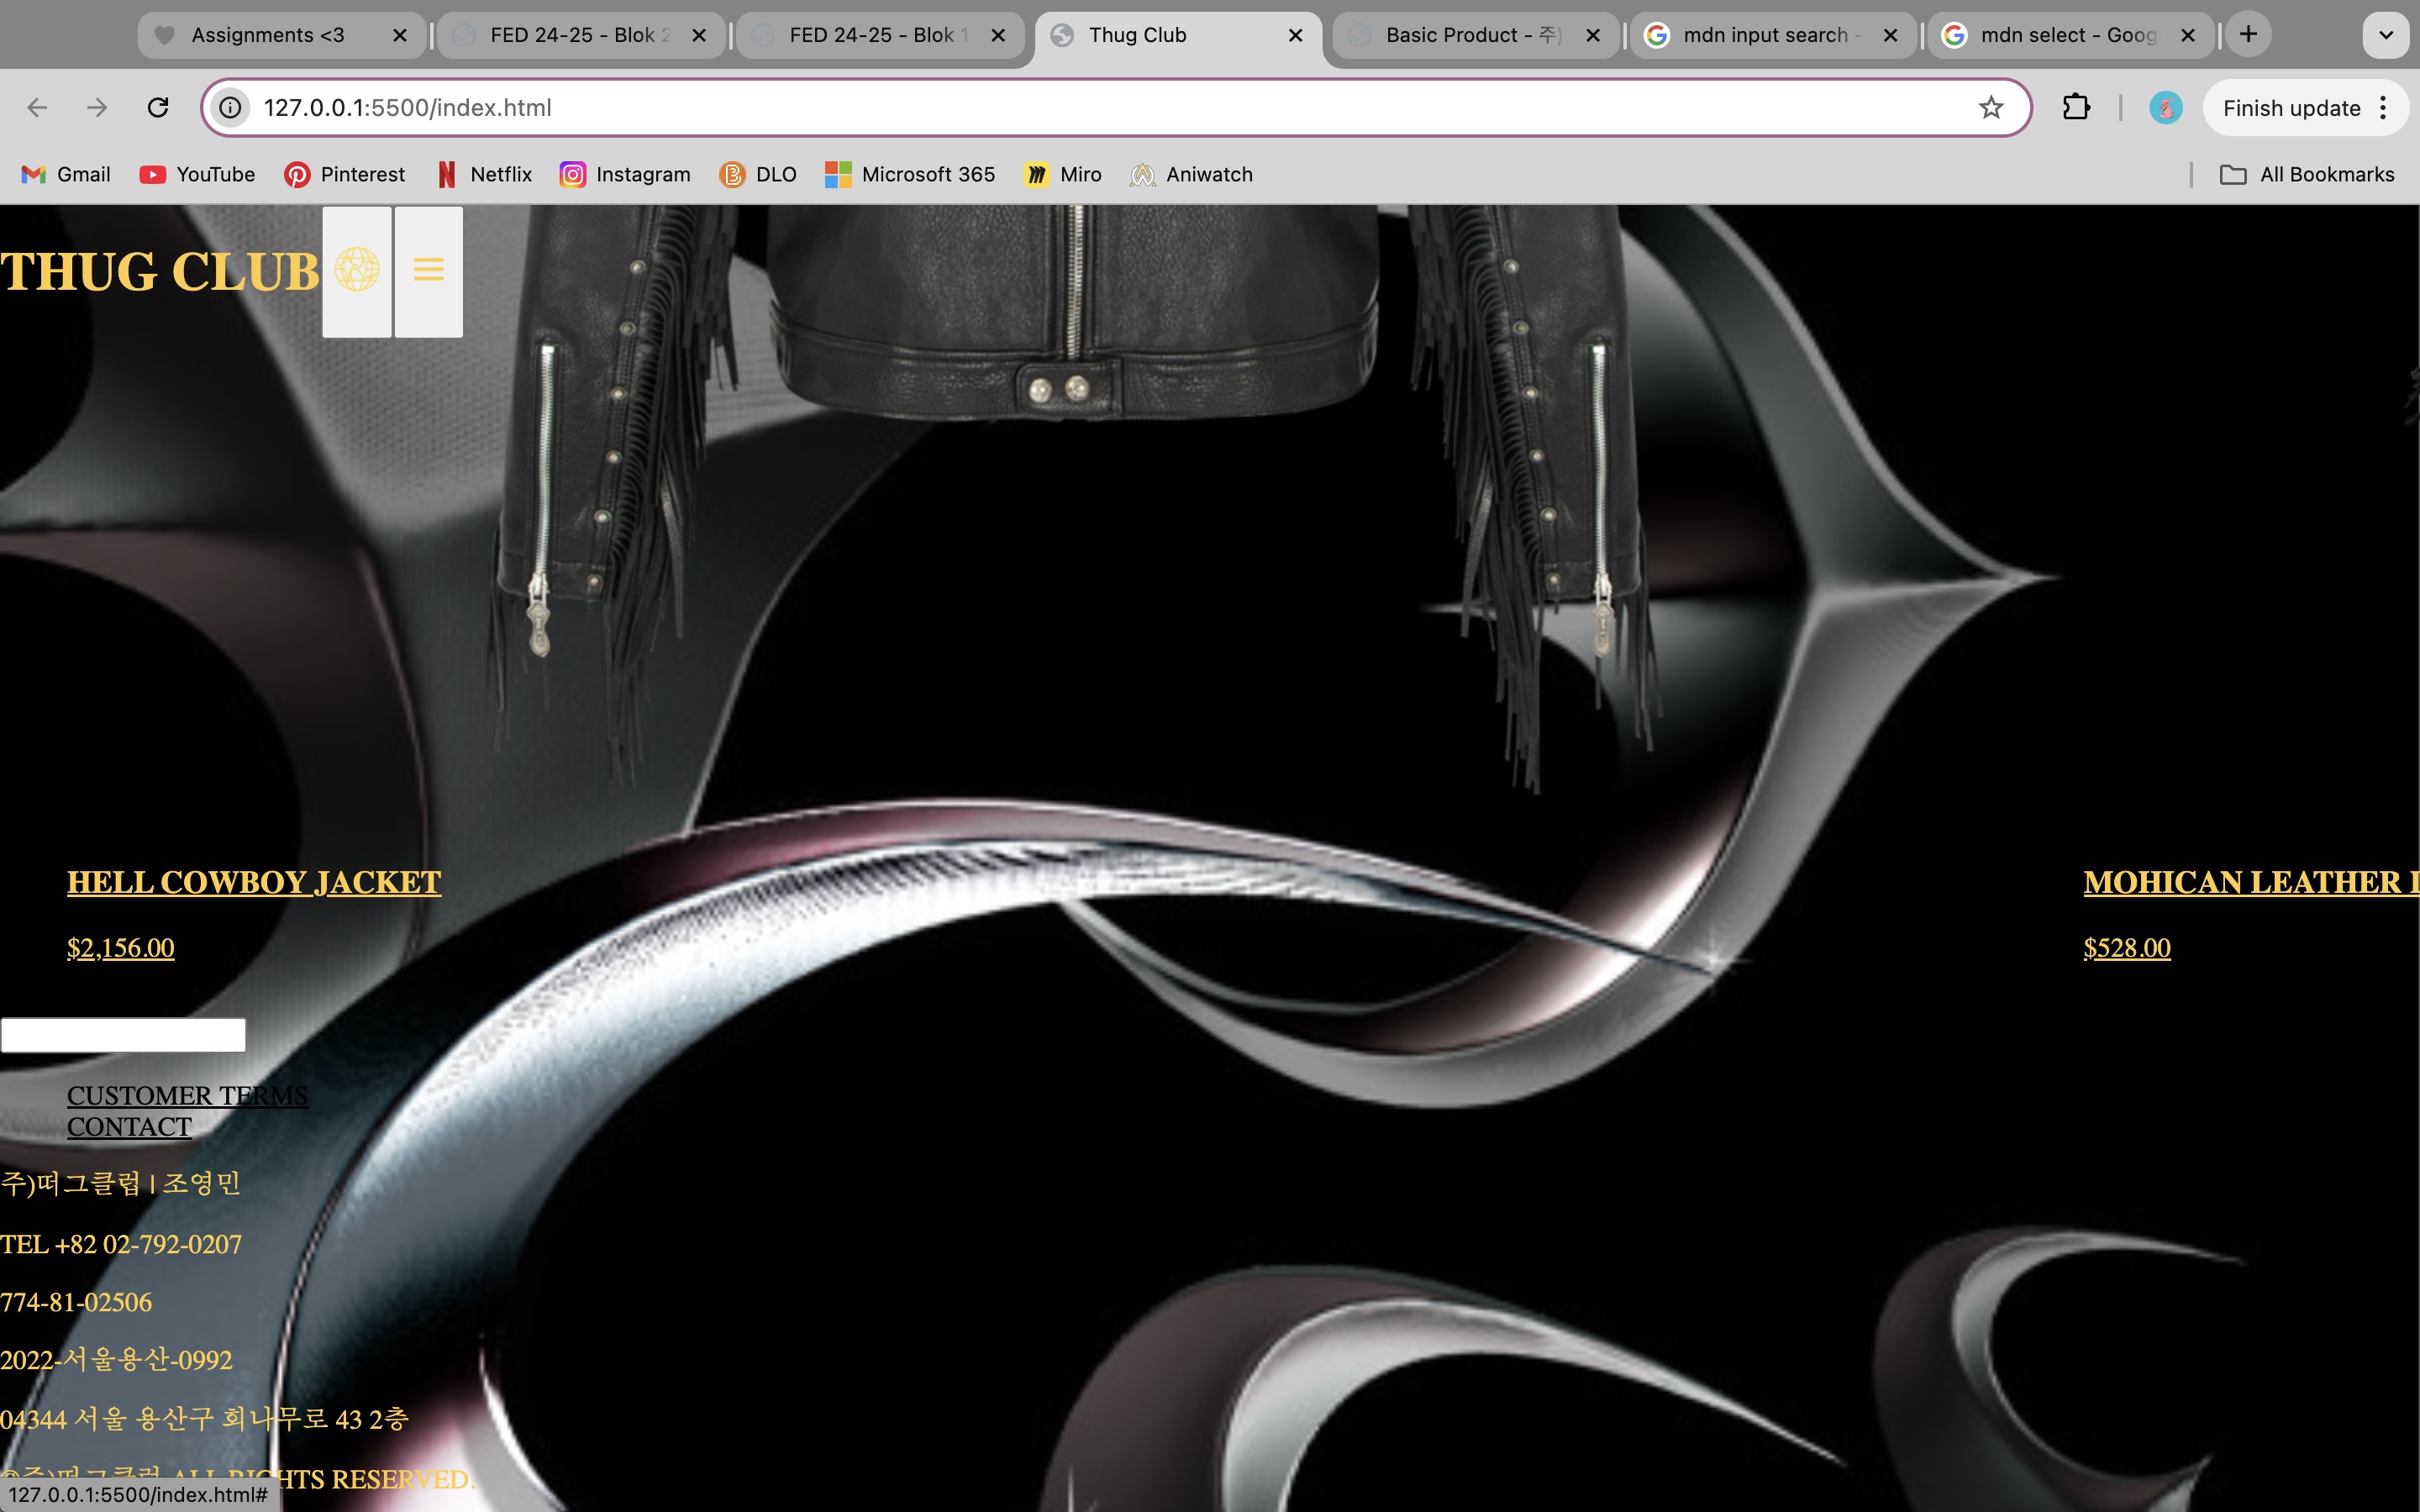 Assignments <3
FED 24-25 - Blok 2
FED 24-25 - Blok 1
Thug Club
Basic Product - 주)
mdn input search -
mdn select - Goog
127.0.0.1:5500/index.html
Finish update
Gmail
YouTube
Pinterest
Netflix
Instagram
DLO
Microsoft 365
Miro
Aniwatch
All Bookmarks
THUG CLUB
HELL COWBOY JACKET
MOHICAN LEATHER
$2,156.00
$528.00
CUSTOMER TERMS
CONTACT
주)떠그클럽 | 조영민
TEL +82 02-792-0207
774-81-02506
2022-서울용산-0992
04344 서울 용산구 회나무로 43 2층
©주)떠그클럽 ALL RIGHTS RESERVED.
127.0.0.1:5500/index.html#